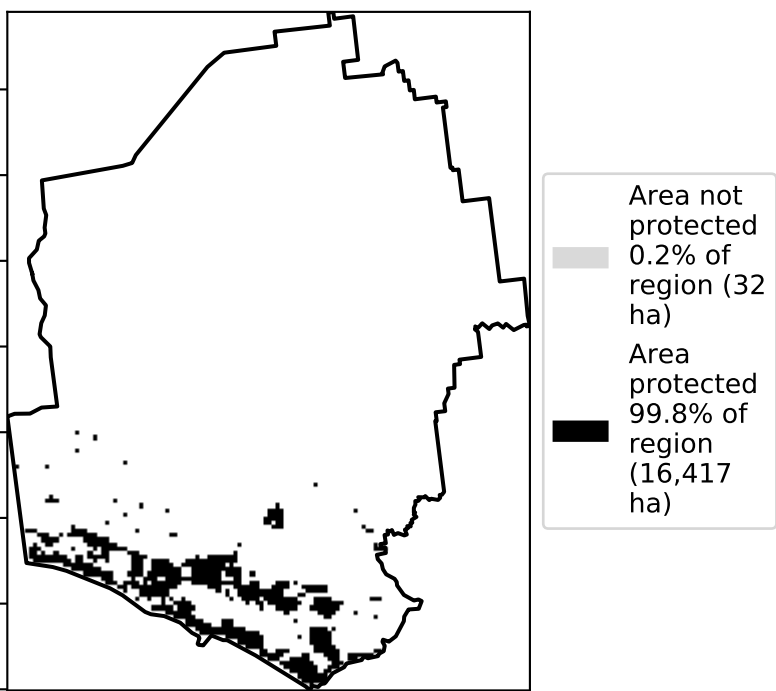 Area not
protected
0.2% of
region (32
ha)
Area
protected
99.8% of
region
(16,417
ha)